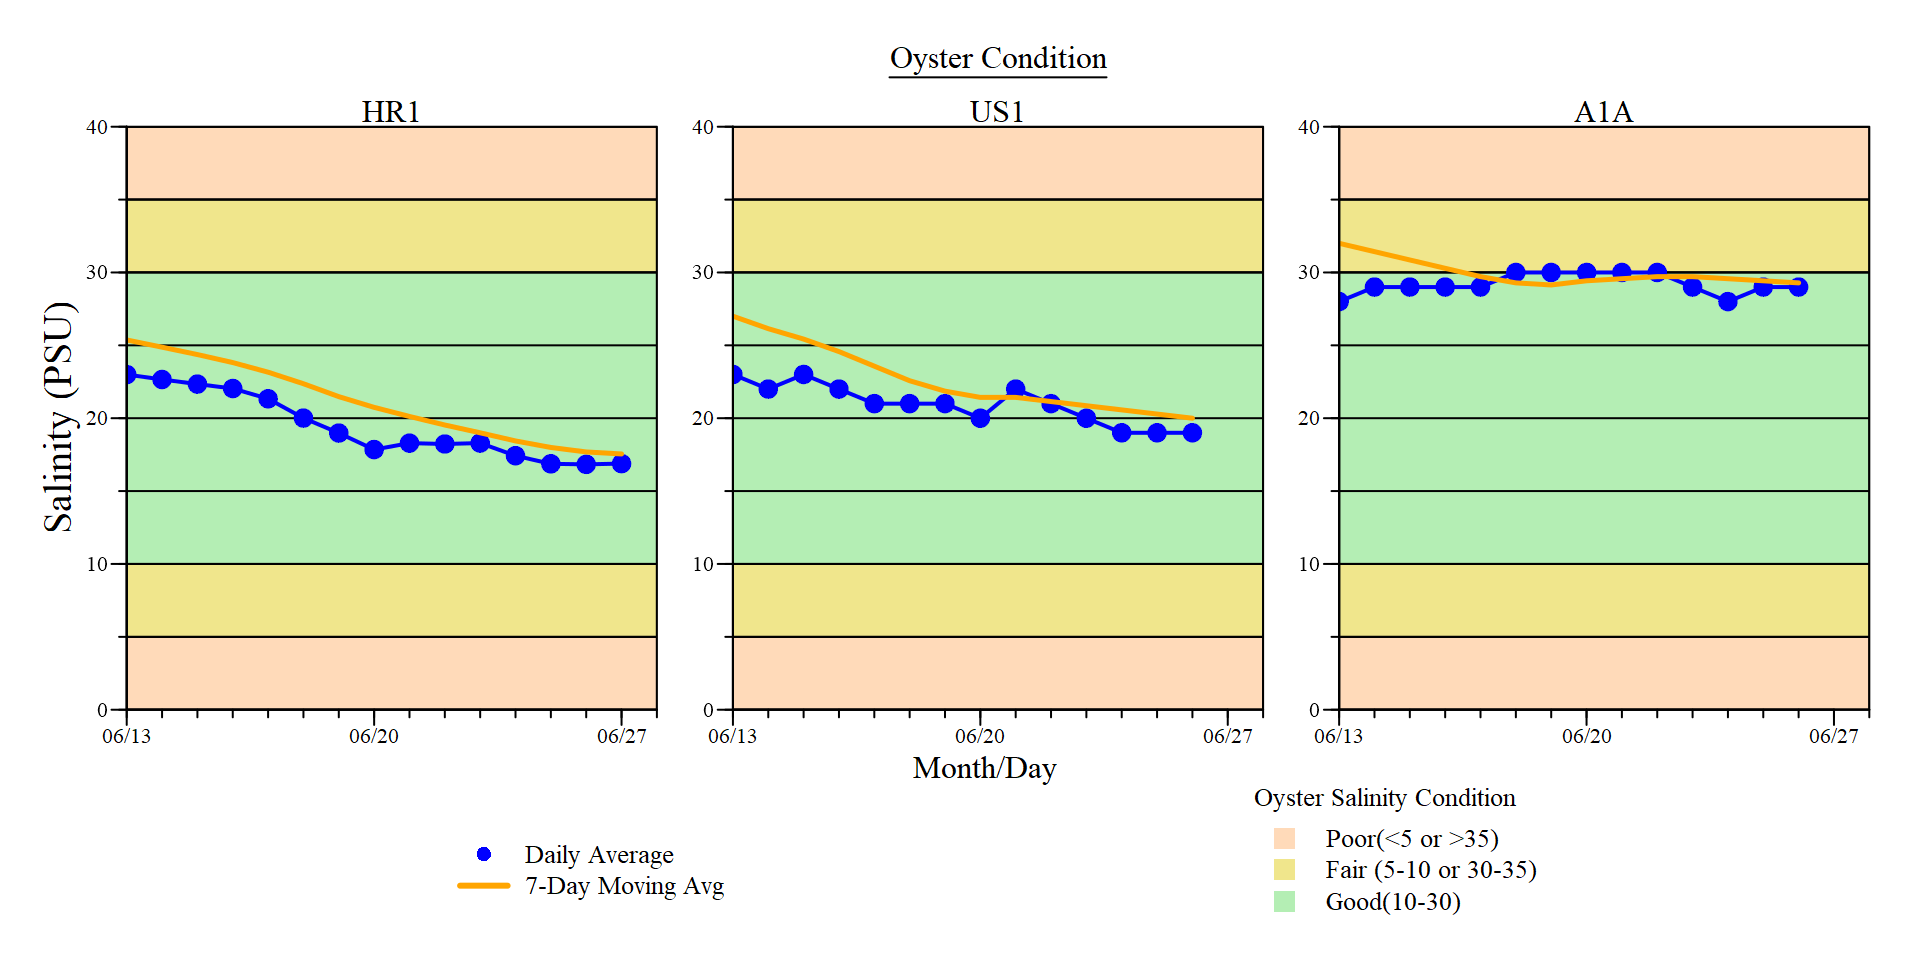 Oyster Condition
HR1
US1
A1A
Salinity (PSU)
40
30
20
10
0
06/13
06/20
06/27
40
30
20
10
0
06/13
06/20
06/27
40
30
20
10
0
06/13
06/20
06/27
Month/Day
Daily Average
7-Day Moving Avg
Oyster Salinity Condition
Poor(<5 or >35)
Fair (5-10 or 30-35)
Good(10-30)